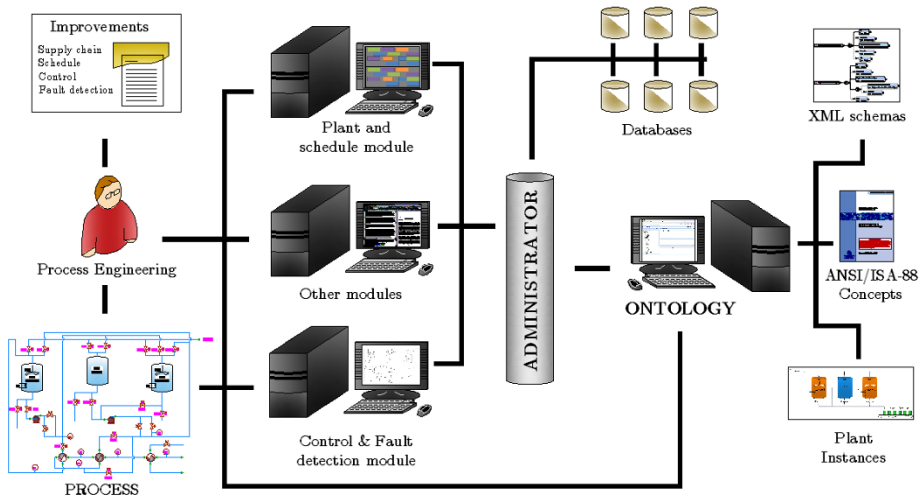 Improvements
Supply chain
Schedule
Control
Fault detection
Process Engineering
PROCESS
Plant and
schedule module
Other modules
Control & Fault
detection module
ADMINISTRATOR
Databases
ONTOLOGY
XML schemas
ANSI/ISA-88
Concepts
Plant
Instances